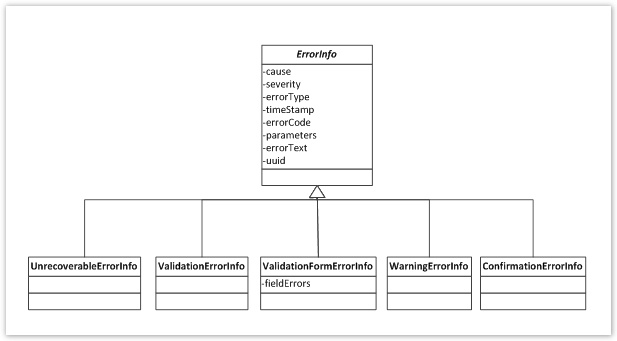 ErrorInfo
-cause
-severity
-errorType
-timeStamp
-errorCode
-parameters
-errorText
-uuid
UnrecoverableErrorInfo
ValidationErrorInfo
ValidationFormErrorInfo
-fieldErrors
WarningErrorInfo
ConfirmationErrorInfo